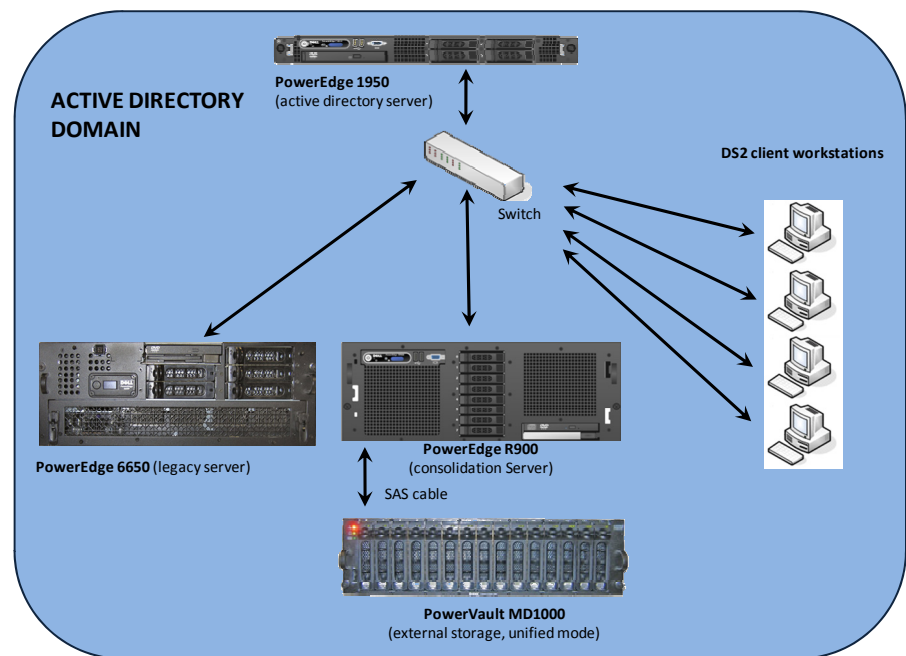 PowerEdge 1950
(active directory server)
ACTIVE DIRECTORY
DOMAIN
DS2 client workstations
Switch
PowerEdge 6650 (legacy server)
PowerEdge R900
(consolidation Server)
SAS cable
PowerVault MD1000
(external storage, unified mode)